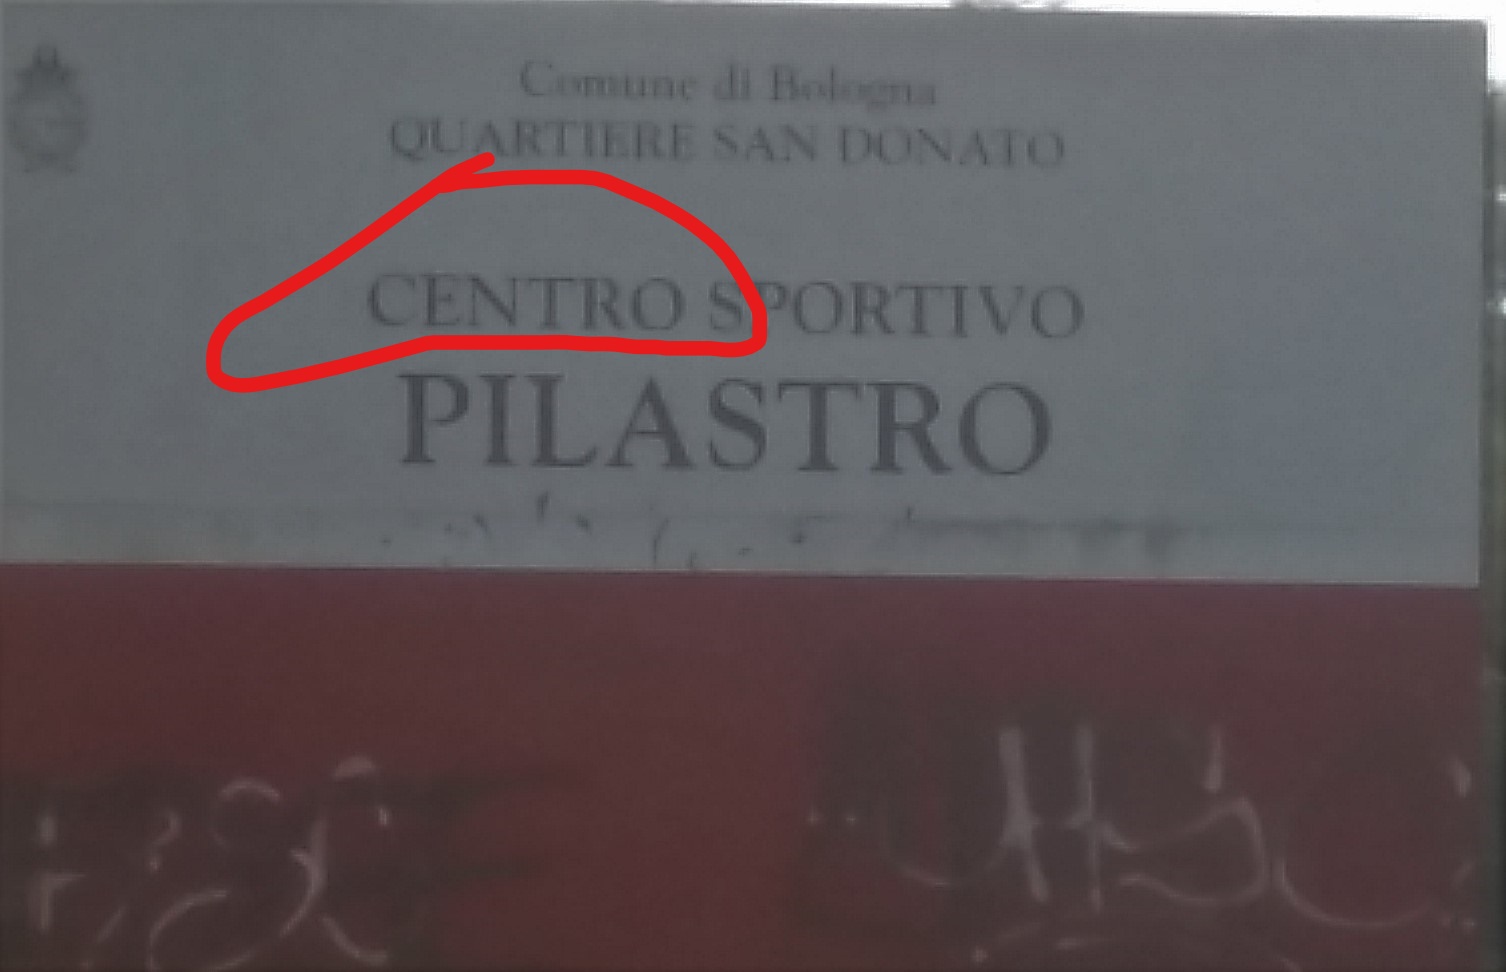 Comune di Bologna
QUARTIERE SAN DONATO
CENTRO SPORTIVO
PILASTRO